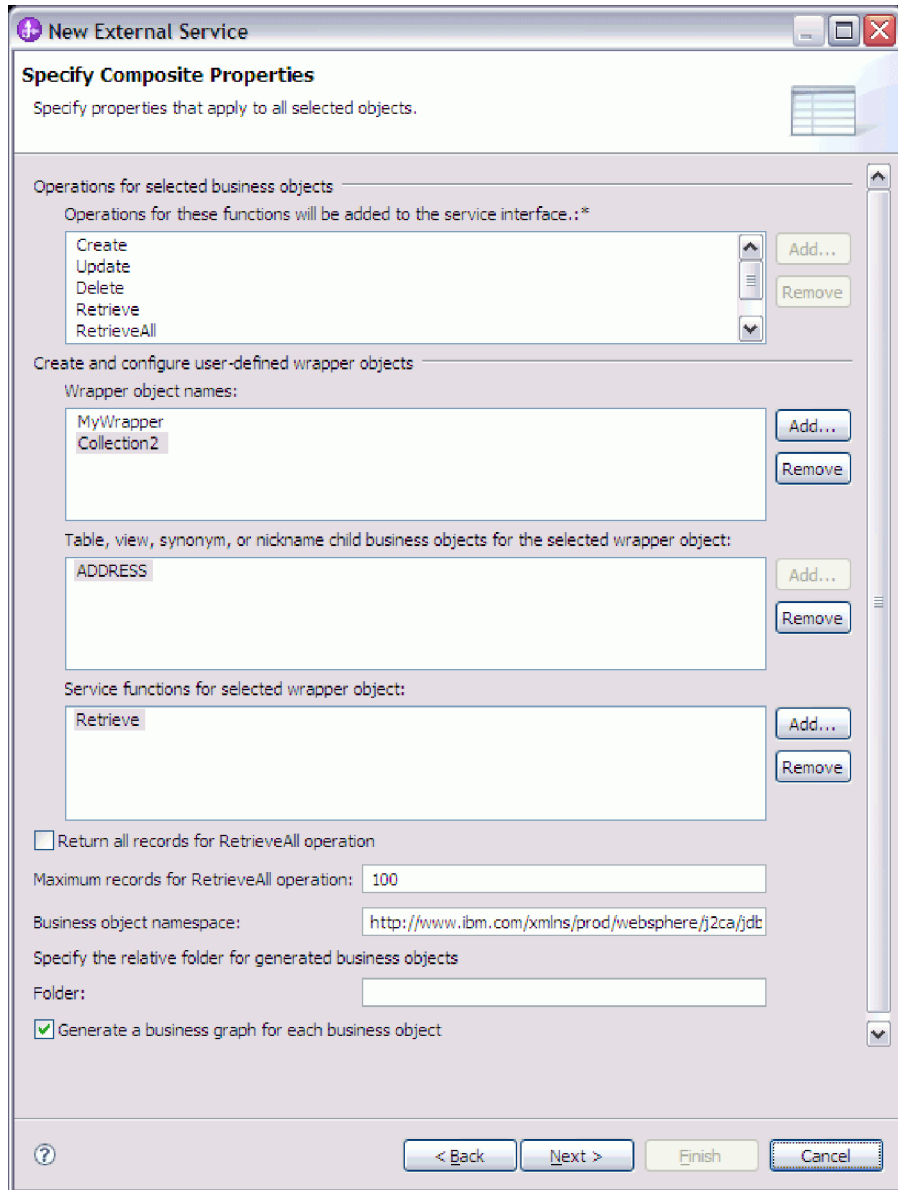 New External Service
Specify Composite Properties
Specify properties that apply to all selected objects.
Operations for selected business objects
Operations for these functions will be added to the service interface.:*
Create
Update
Delete
Retrieve
RetrieveAll
Add...
Remove
Create and configure user-defined wrapper objects
Wrapper object names:
MyWrapper
Collection2
Add...
Remove
Table, view, synonym, or nickname child business objects for the selected wrapper object:
ADDRESS
Add...
Remove
Service functions for selected wrapper object:
Retrieve
Add...
Remove
Return all records for RetrieveAll operation
Maximum records for RetrieveAll operation: 100
Business object namespace: http://www.ibm.com/xmlns/prod/websphere/j2ca/jdb
Specify the relative folder for generated business objects
Folder:
Generate a business graph for each business object
? < Back Next > Finish Cancel